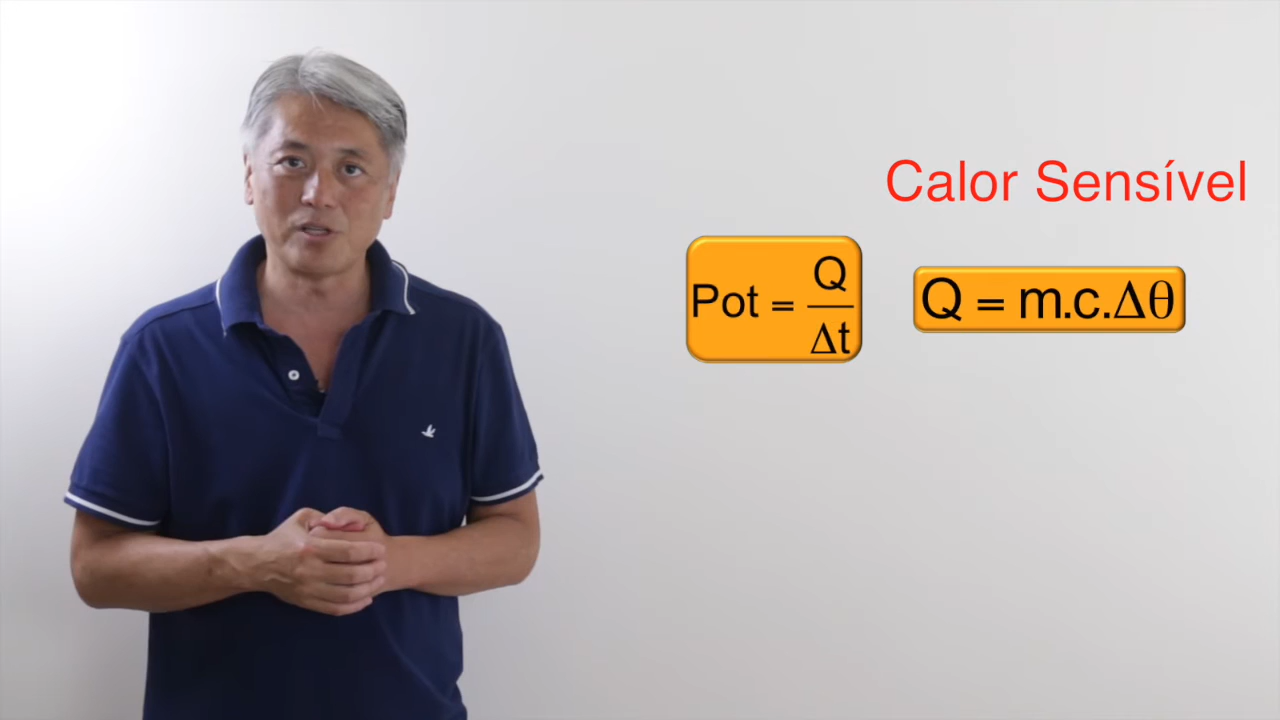 Calor Sensível
Pot = Q/Δt
Q = m.c.Δθ